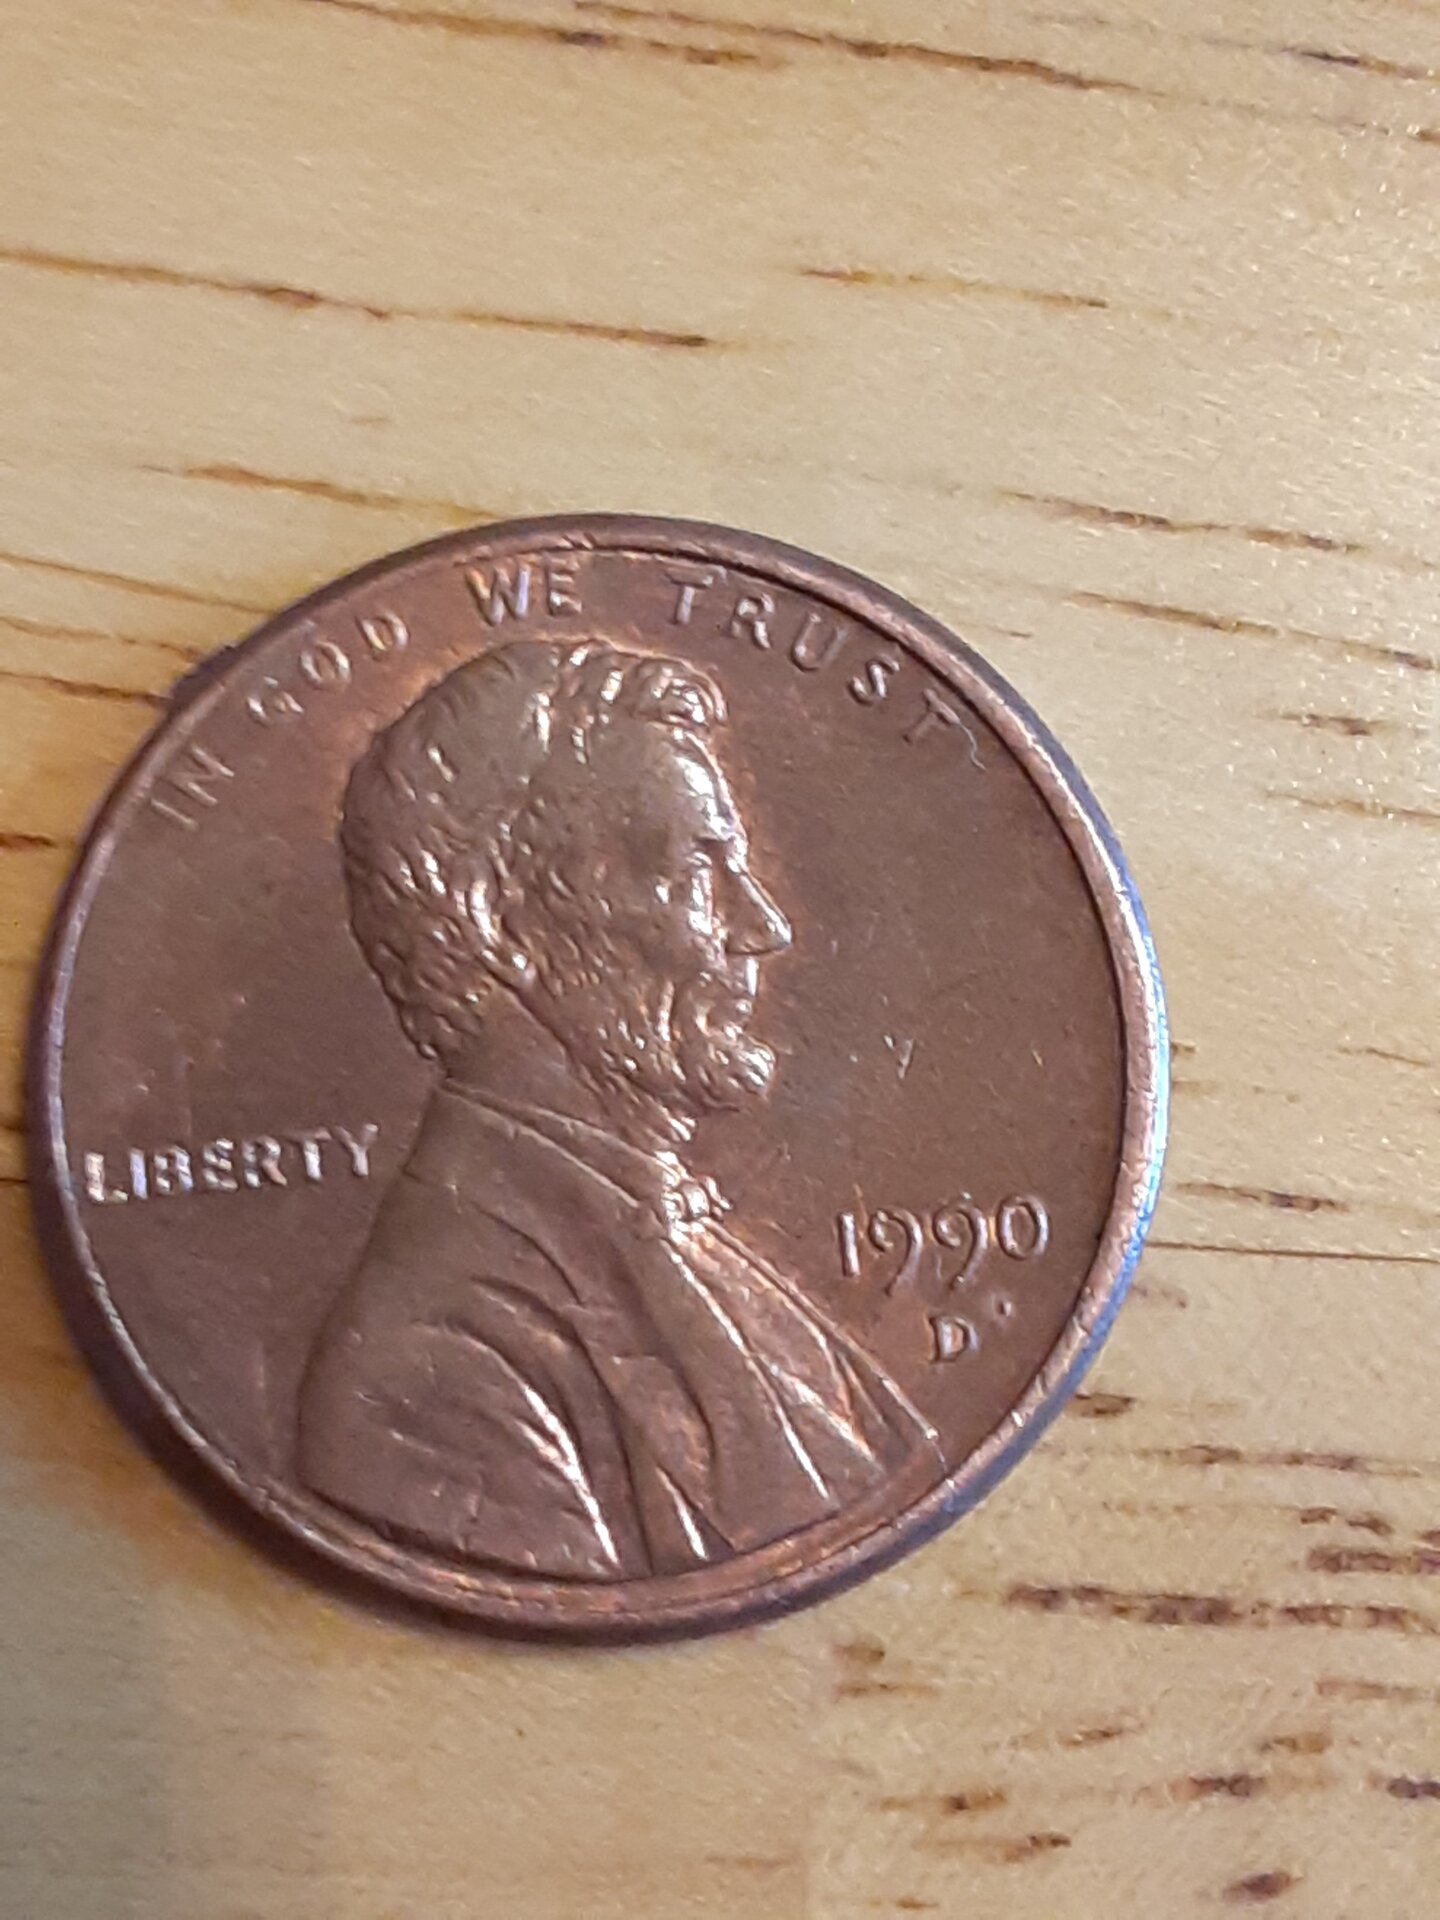 IN GOD WE TRUST
LIBERTY
1990
D